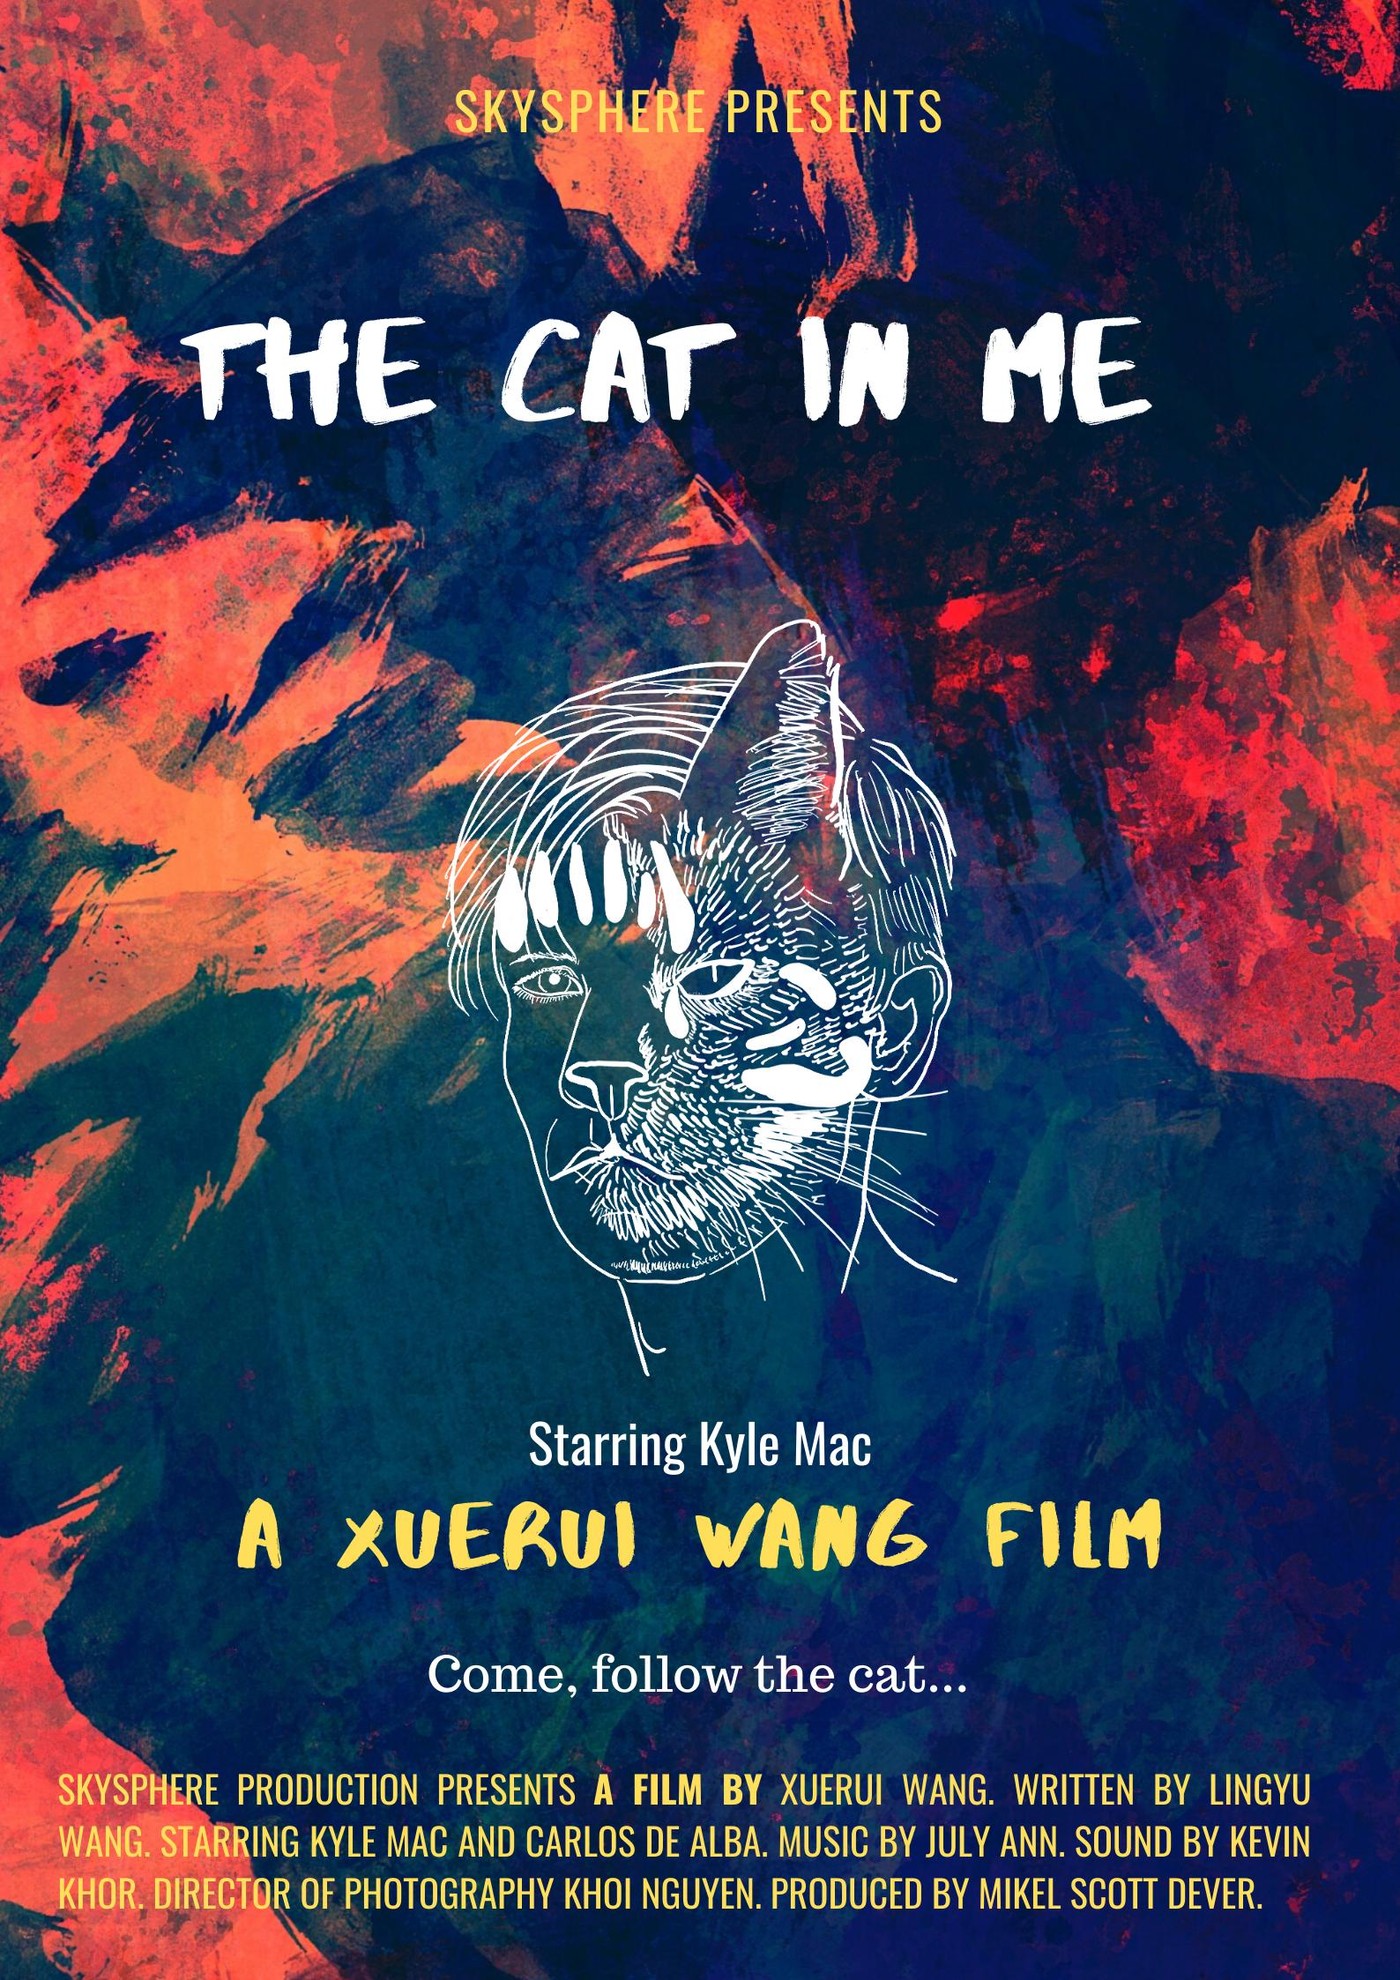 SKYSPHERE PRESENTS
THE CAT IN ME
Starring Kyle Mac
A XUERUI WANG FILM
Come, follow the cat...
SKYSPHERE PRODUCTION PRESENTS A FILM BY XUERUI WANG. WRITTEN BY LINGYU
WANG. STARRING KYLE MAC AND CARLOS DE ALBA. MUSIC BY JULY ANN. SOUND BY KEVIN
KHOR. DIRECTOR OF PHOTOGRAPHY KHOI NGUYEN. PRODUCED BY MIKEL SCOTT DEVER.